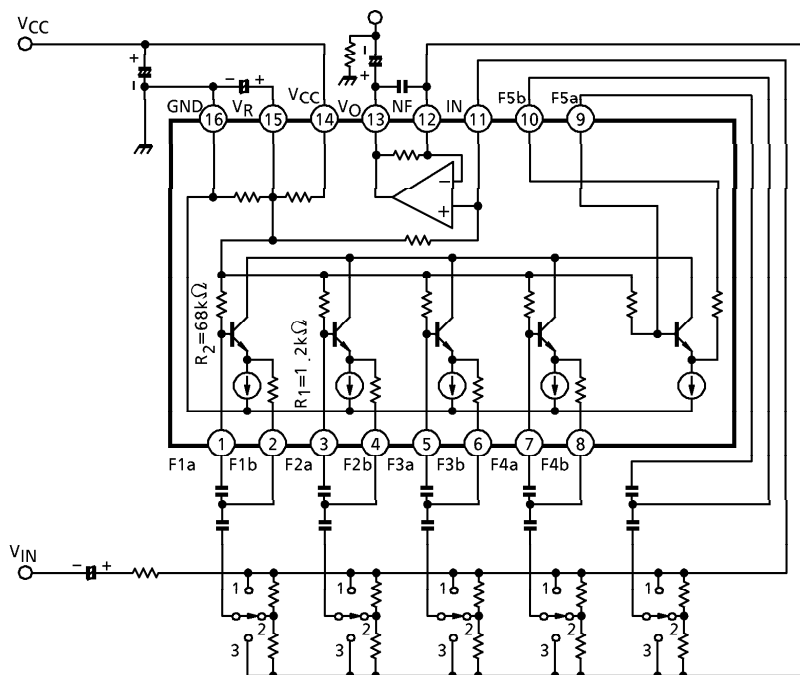 VCC
GND VR VCC VO NF IN F5b F5a
16 15 14 13 12 11 10 9
R2=68kΩ
R1=1.2kΩ
1 2 3 4 5 6 7 8
F1a F1b F2a F2b F3a F3b F4a F4b
VIN
1 1 1 1 1
2 2 2 2 2
3 3 3 3 3